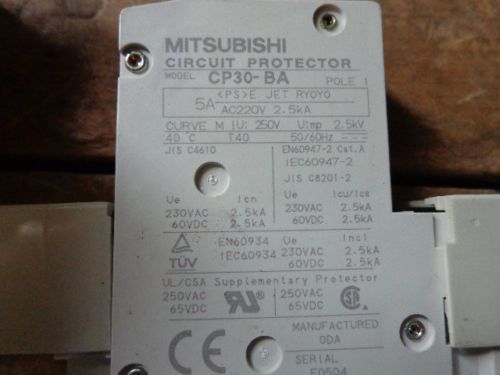 MITSUBISHI
CIRCUIT PROTECTOR
MODEL CP30-BA POLE 1
<PS>E JET RYOYO
5A AC220V 2.5kA
CURVE M Ui 250V Uimp 2.5kV
40°C T40 50/60Hz
JIS C4610 EN60947-2 Cat.A
IEC60947-2
JIS C8201-2
Ue Icn Ue Icu/Ics
230VAC 2.5kA 230VAC 2.5kA
60VDC 2.5kA 60VDC 2.5kA
EN60934 Ue Incl
TÜV IEC60934 230VAC 2.5kA
60VDC 2.5kA
UL/CSA Supplementary Protector
250VAC 250VAC
65VDC 65VDC
MANUFACTURED
ODA
CE SERIAL
E0504